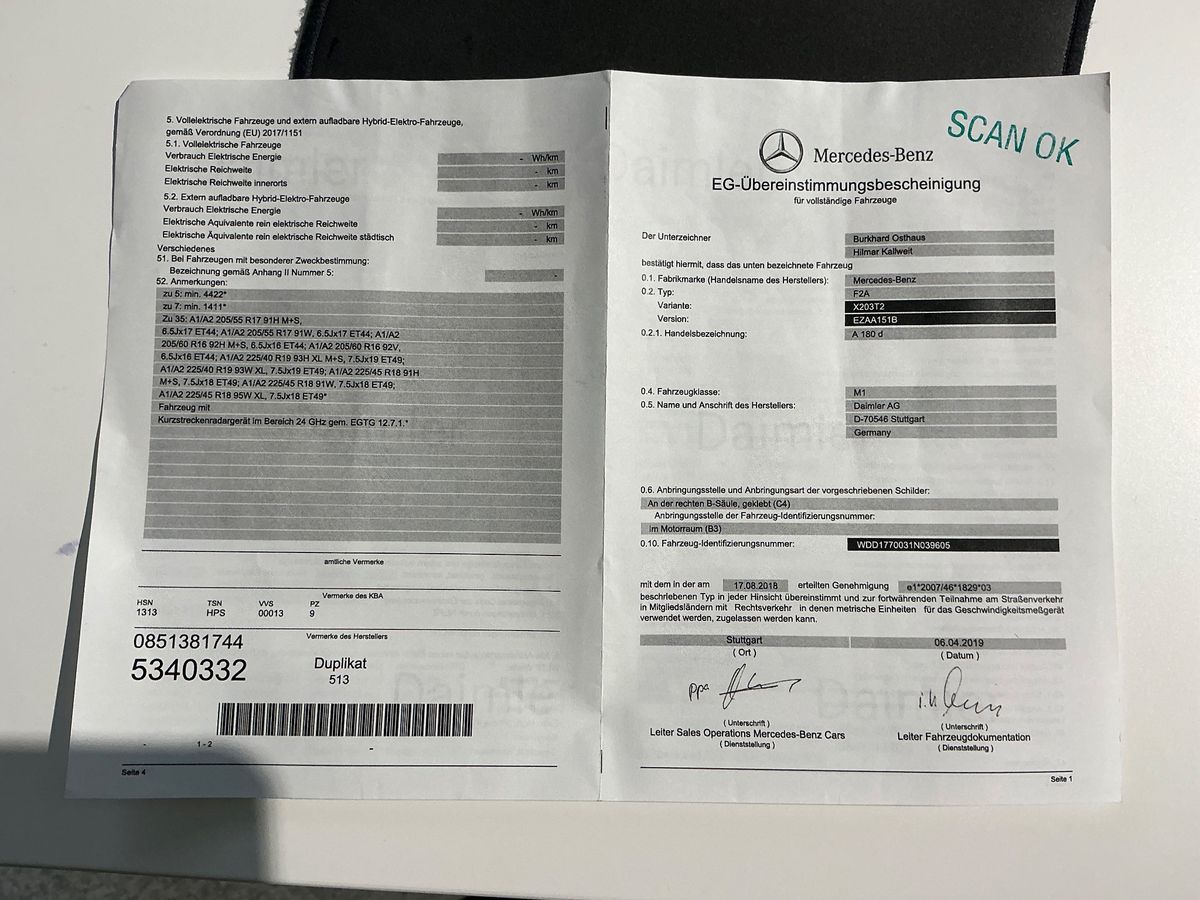 5. Vollelektrische Fahrzeuge und extern aufladbare Hybrid-Elektro-Fahrzeuge,
gemäß Verordnung (EU) 2017/1151
5.1. Vollelektrische Fahrzeuge
Verbrauch Elektrische Energie - Wh/km
Elektrische Reichweite - km
Elektrische Reichweite innerorts - km
5.2. Extern aufladbare Hybrid-Elektro-Fahrzeuge
Verbrauch Elektrische Energie - Wh/km
Elektrische Äquivalente rein elektrische Reichweite - km
Elektrische Äquivalente rein elektrische Reichweite städtisch - km
Verschiedenes
51. Bei Fahrzeugen mit besonderer Zweckbestimmung:
Bezeichnung gemäß Anhang II Nummer 5: -
52. Anmerkungen:
zu 5: min. 4422*
zu 7: min. 1411*
Zu 35: A1/A2 205/55 R17 91H M+S,
6.5Jx17 ET44; A1/A2 205/55 R17 91W, 6.5Jx17 ET44; A1/A2
205/60 R16 92H M+S, 6.5Jx16 ET44; A1/A2 205/60 R16 92V,
6.5Jx16 ET44; A1/A2 225/40 R19 93H XL M+S, 7.5Jx19 ET49;
A1/A2 225/40 R19 93W XL, 7.5Jx19 ET49; A1/A2 225/45 R18 91H
M+S, 7.5Jx18 ET49; A1/A2 225/45 R18 91W, 7.5Jx18 ET49;
A1/A2 225/45 R18 95W XL, 7.5Jx18 ET49*
Fahrzeug mit
Kurzstreckenradargerät im Bereich 24 GHz gem. EGTG 12.7.1.*
amtliche Vermerke
Vermerke des KBA
HSN TSN VVS PZ
1313 HPS 00013 9
Vermerke des Herstellers
0851381744
5340332
Duplikat
513
- 1-2 -
Seite 4
SCAN OK
Mercedes-Benz
EG-Übereinstimmungsbescheinigung
für vollständige Fahrzeuge
Der Unterzeichner Burkhard Osthaus
Hilmar Kallweit
bestätigt hiermit, dass das unten bezeichnete Fahrzeug
0.1. Fabrikmarke (Handelsname des Herstellers): Mercedes-Benz
0.2. Typ: F2A
Variante: X203T2
Version: EZAA151B
0.2.1. Handelsbezeichnung: A 180 d
0.4. Fahrzeugklasse: M1
0.5. Name und Anschrift des Herstellers: Daimler AG
D-70546 Stuttgart
Germany
0.6. Anbringungsstelle und Anbringungsart der vorgeschriebenen Schilder:
An der rechten B-Säule, geklebt (C4)
Anbringungsstelle der Fahrzeug-Identifizierungsnummer:
im Motorraum (B3)
0.10. Fahrzeug-Identifizierungsnummer: WDD1770031N039605
mit dem in der am 17.08.2018 erteilten Genehmigung e1*2007/46*1829*03
beschriebenen Typ in jeder Hinsicht übereinstimmt und zur fortwährenden Teilnahme am Straßenverkehr
in Mitgliedsländern mit Rechtsverkehr in denen metrische Einheiten für das Geschwindigkeitsmeßgerät
verwendet werden, zugelassen werden kann.
Stuttgart 06.04.2019
( Ort ) ( Datum )
ppa
i.V.
( Unterschrift ) ( Unterschrift )
Leiter Sales Operations Mercedes-Benz Cars Leiter Fahrzeugdokumentation
( Dienststellung ) ( Dienststellung )
Seite 1